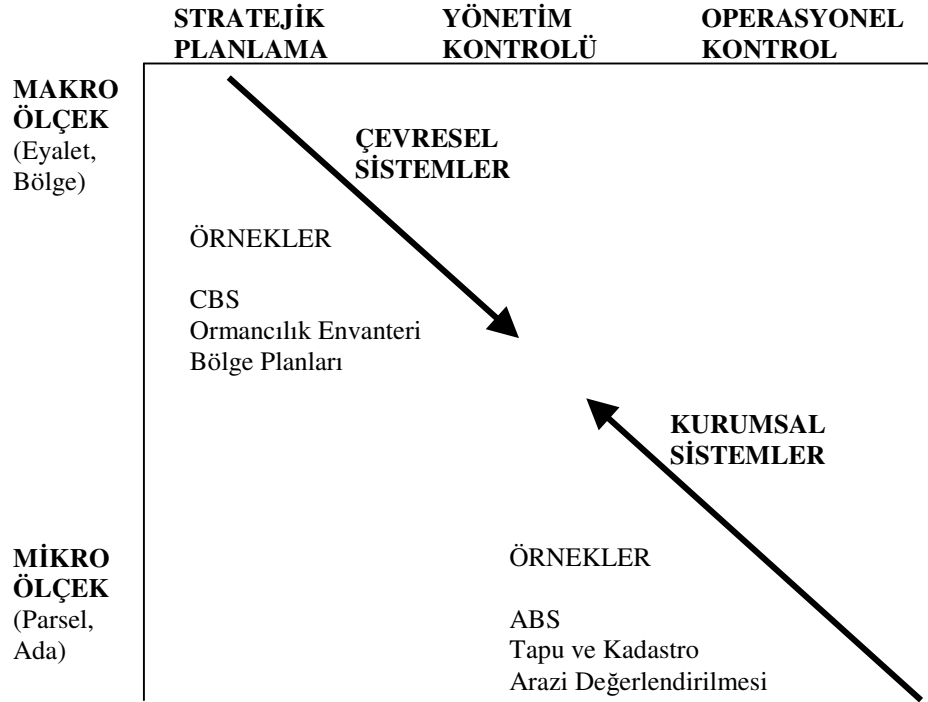 STRATEJİK
PLANLAMA
YÖNETİM
KONTROLÜ
OPERASYONEL
KONTROL
MAKRO
ÖLÇEK
(Eyalet,
Bölge)
ÇEVRESEL
SİSTEMLER
ÖRNEKLER
CBS
Ormancılık Envanteri
Bölge Planları
KURUMSAL
SİSTEMLER
MİKRO
ÖLÇEK
(Parsel,
Ada)
ÖRNEKLER
ABS
Tapu ve Kadastro
Arazi Değerlendirilmesi